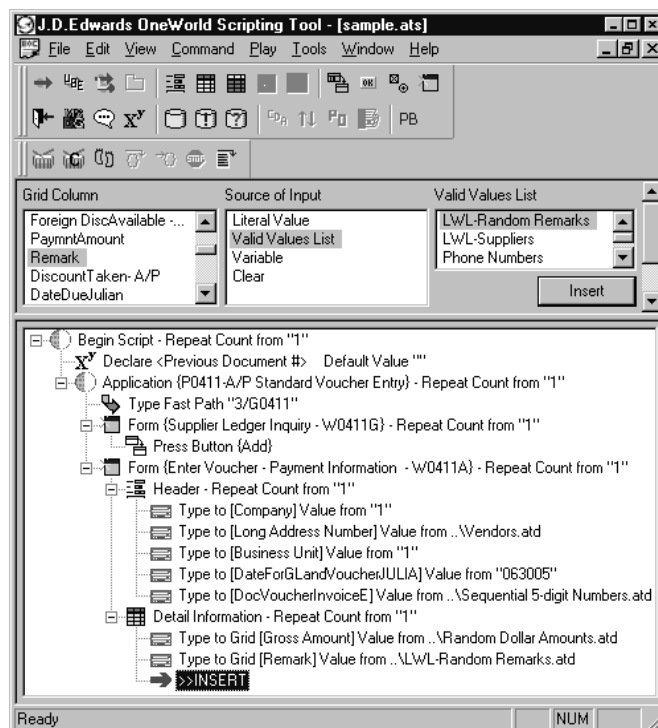 J.D.Edwards OneWorld Scripting Tool - [sample.ats]
File Edit View Command Play Tools Window Help
UBE OK
X^y CDA PO PB
STOP
Grid Column Source of Input Valid Values List
Foreign DiscAvailable -... Literal Value LWL-Random Remarks
PaymntAmount Valid Values List LWL-Suppliers
Remark Variable Phone Numbers
DiscountTaken- A/P Clear
DateDueJulian Insert
Begin Script - Repeat Count from "1"
X^y Declare <Previous Document #> Default Value ""
Application {P0411-A/P Standard Voucher Entry} - Repeat Count from "1"
Type Fast Path "3/G0411"
Form {Supplier Ledger Inquiry - W0411G} - Repeat Count from "1"
Press Button {Add}
Form {Enter Voucher - Payment Information - W0411A} - Repeat Count from "1"
Header - Repeat Count from "1"
Type to [Company] Value from "1"
Type to [Long Address Number] Value from ..\Vendors.atd
Type to [Business Unit] Value from "1"
Type to [DateForGLandVoucherJULIA] Value from "063005"
Type to [DocVoucherInvoiceE] Value from ..\Sequential 5-digit Numbers.atd
Detail Information - Repeat Count from "1"
Type to Grid [Gross Amount] Value from ..\Random Dollar Amounts.atd
Type to Grid [Remark] Value from ..\LWL-Random Remarks.atd
>>INSERT
Ready NUM